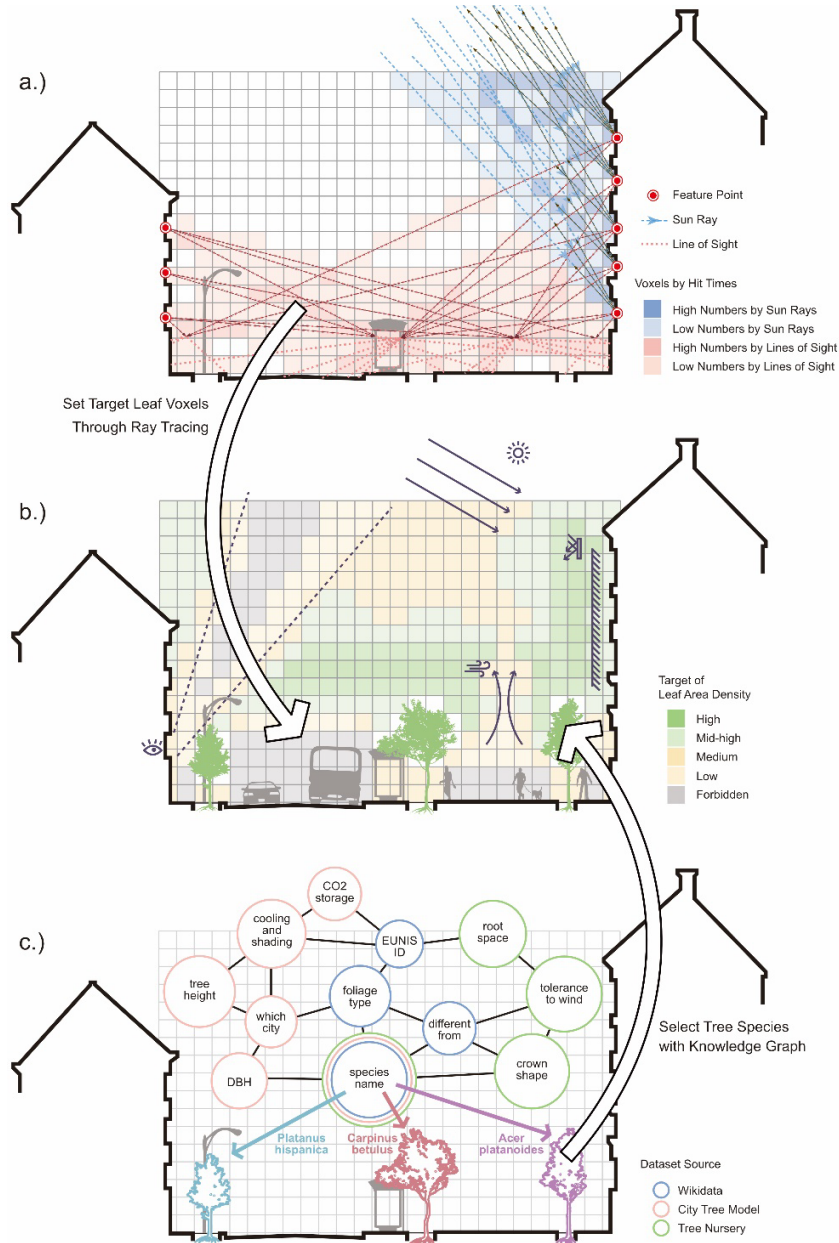 a.)
Feature Point
Sun Ray
Line of Sight
Voxels by Hit Times
High Numbers by Sun Rays
Low Numbers by Sun Rays
High Numbers by Lines of Sight
Low Numbers by Lines of Sight
Set Target Leaf Voxels
Through Ray Tracing
b.)
Target of
Leaf Area Density
High
Mid-high
Medium
Low
Forbidden
c.)
CO2
storage
cooling
and
shading
EUNIS
ID
root
space
tree
height
foliage
type
tolerance
to wind
which
city
different
from
DBH
species
name
crown
shape
Select Tree Species
with Knowledge Graph
Platanus
hispanica
Carpinus
betulus
Acer
platanoides
Dataset Source
Wikidata
City Tree Model
Tree Nursery